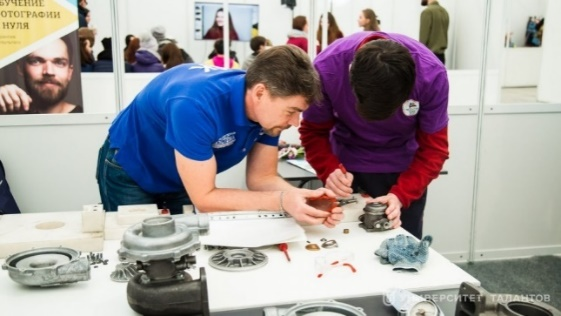 ОБУЧЕНИЕ
ФОТОГРАФИИ
С НУЛЯ
УНИВЕРСИТЕТ ТАЛАНТОВ